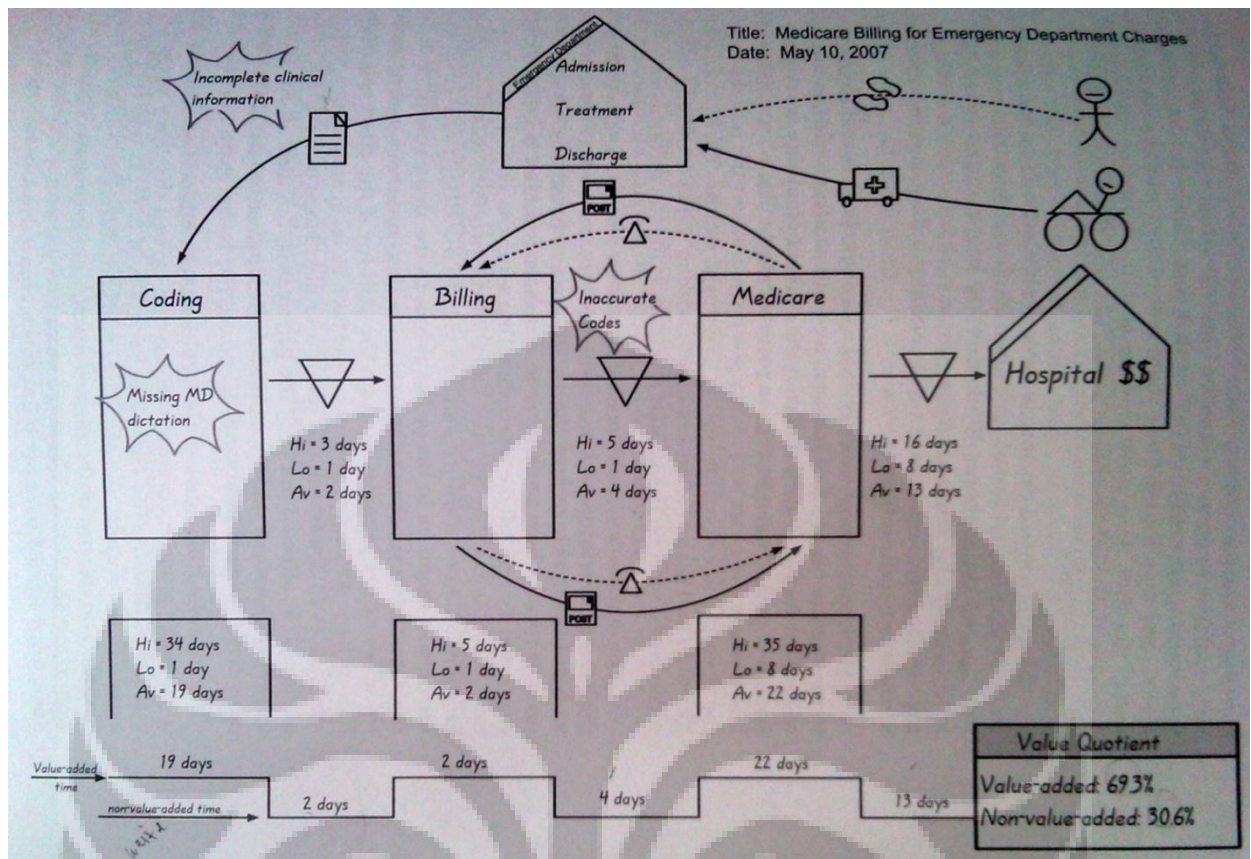 Title: Medicare Billing for Emergency Department Charges
Date: May 10, 2007
Incomplete clinical
information
Emergency Department
Admission
Treatment
Discharge
POST
Coding
Billing
Medicare
Inaccurate
Codes
Missing MD
dictation
Hospital $$
Hi = 3 days
Lo = 1 day
Av = 2 days
Hi = 5 days
Lo = 1 day
Av = 4 days
Hi = 16 days
Lo = 8 days
Av = 13 days
POST
Hi = 34 days
Lo = 1 day
Av = 19 days
Hi = 5 days
Lo = 1 day
Av = 2 days
Hi = 35 days
Lo = 8 days
Av = 22 days
Value-added
time
19 days
2 days
22 days
non-value-added time
2 days
4 days
13 days
Value Quotient
Value-added: 69.3%
Non-value-added: 30.6%